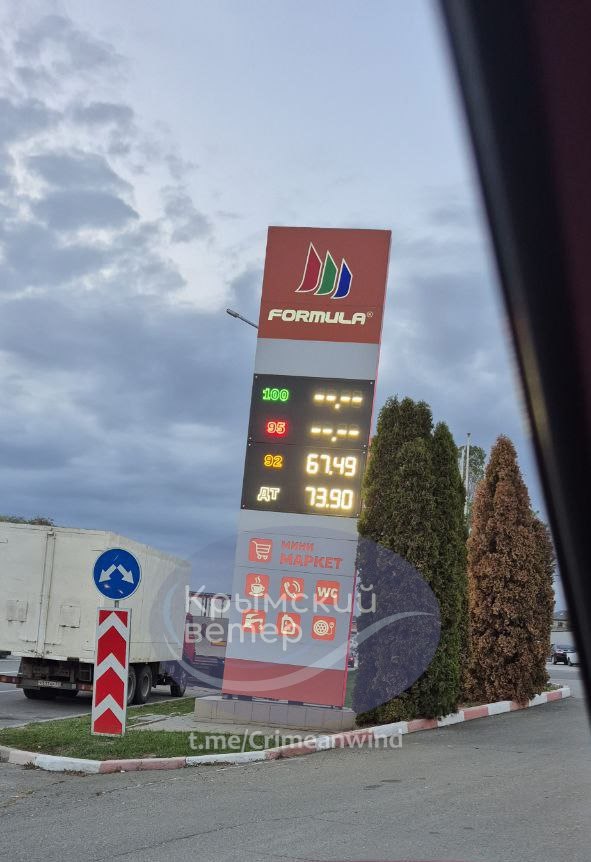 FORMULA®
100 --.--
95 --.--
92 67.49
ДТ 73.90
МИНИ
МАРКЕТ
WC
Крымский
ветер
t.me/Crimeanwind